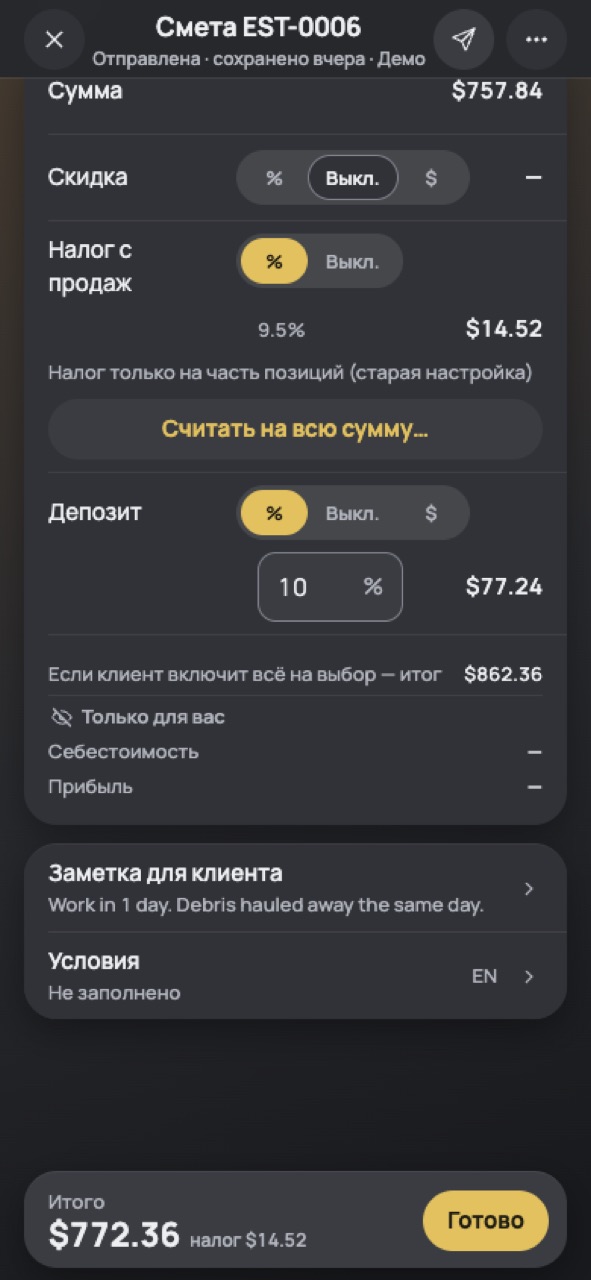 Смета EST-0006
Отправлена · сохранено вчера · Демо
Сумма $757.84
Скидка % Выкл. $ –
Налог с продаж % Выкл.
9.5% $14.52
Налог только на часть позиций (старая настройка)
Считать на всю сумму...
Депозит % Выкл. $
10 % $77.24
Если клиент включит всё на выбор — итог $862.36
Только для вас
Себестоимость –
Прибыль –
Заметка для клиента
Work in 1 day. Debris hauled away the same day.
Условия
EN
Не заполнено
Итого
$772.36 налог $14.52
Готово